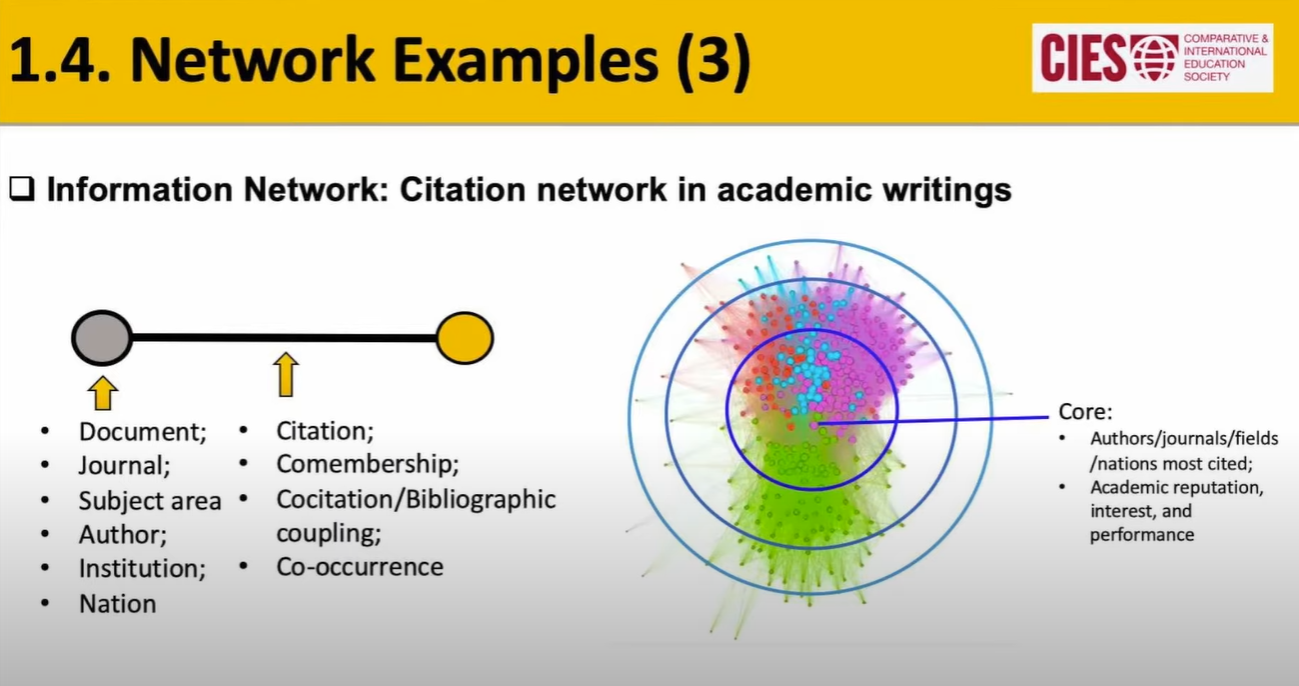 1.4. Network Examples (3)
CIES
COMPARATIVE &
INTERNATIONAL
EDUCATION
SOCIETY
❑ Information Network: Citation network in academic writings
• Document;
• Journal;
• Subject area
• Author;
• Institution;
• Nation
• Citation;
• Comembership;
• Cocitation/Bibliographic
coupling;
• Co-occurrence
Core:
• Authors/journals/fields
/nations most cited;
• Academic reputation,
interest, and
performance